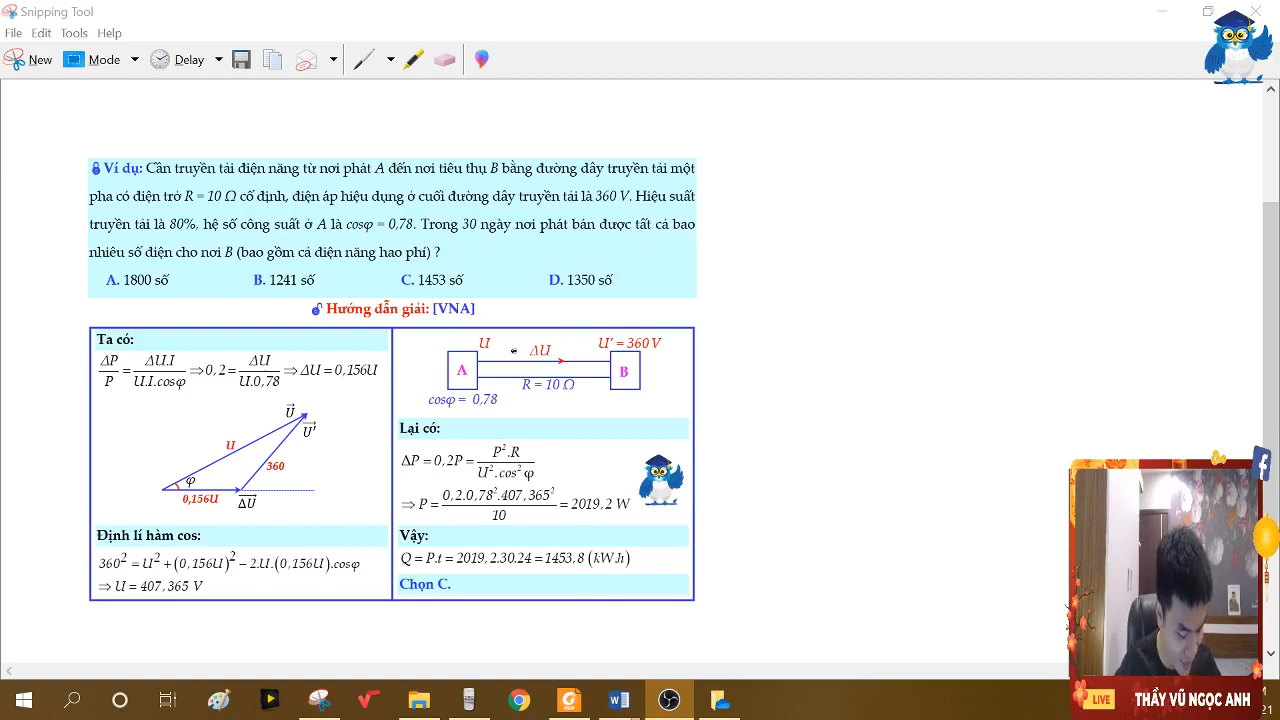 Snipping Tool
File Edit Tools Help
New Mode Delay
Ví dụ: Cần truyền tải điện năng từ nơi phát A đến nơi tiêu thụ B bằng đường dây truyền tải một
pha có điện trở R = 10 Ω cố định, điện áp hiệu dụng ở cuối đường dây truyền tải là 360 V. Hiệu suất
truyền tải là 80%, hệ số công suất ở A là cosφ = 0,78. Trong 30 ngày nơi phát bán được tất cả bao
nhiêu số điện cho nơi B (bao gồm cả điện năng hao phí) ?
A. 1800 số B. 1241 số C. 1453 số D. 1350 số
Hướng dẫn giải: [VNA]
Ta có:
ΔP/P = ΔU.I/U.I.cosφ ⇒ 0,2 = ΔU/U.0,78 ⇒ ΔU = 0,156U
U⃗
U⃗'
U
φ
360
0,156U
ΔU⃗
Định lí hàm cos:
360² = U² + (0,156U)² − 2.U.(0,156U).cosφ
⇒ U = 407,365 V
U ΔU U' = 360 V
A B
R = 10 Ω
cosφ = 0,78
Lại có:
ΔP = 0,2P = P².R/U².cos²φ
⇒ P = 0,2.0,78².407,365²/10 = 2019,2 W
Vậy:
Q = P.t = 2019,2.30.24 = 1453,8 (kW.h)
Chọn C.
LIVE THẦY VŨ NGỌC ANH